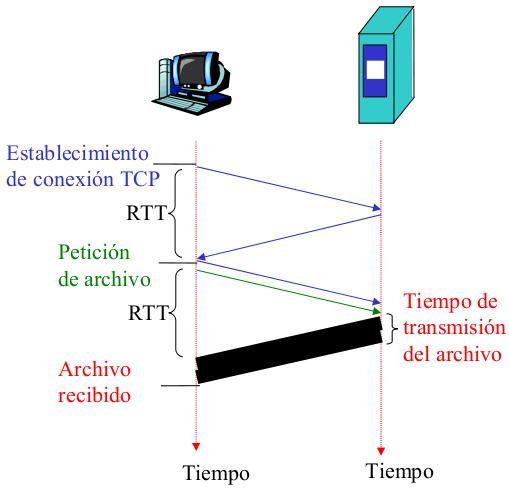 Establecimiento
de conexión TCP
RTT
Petición
de archivo
RTT
Tiempo de
transmisión
del archivo
Archivo
recibido
Tiempo
Tiempo